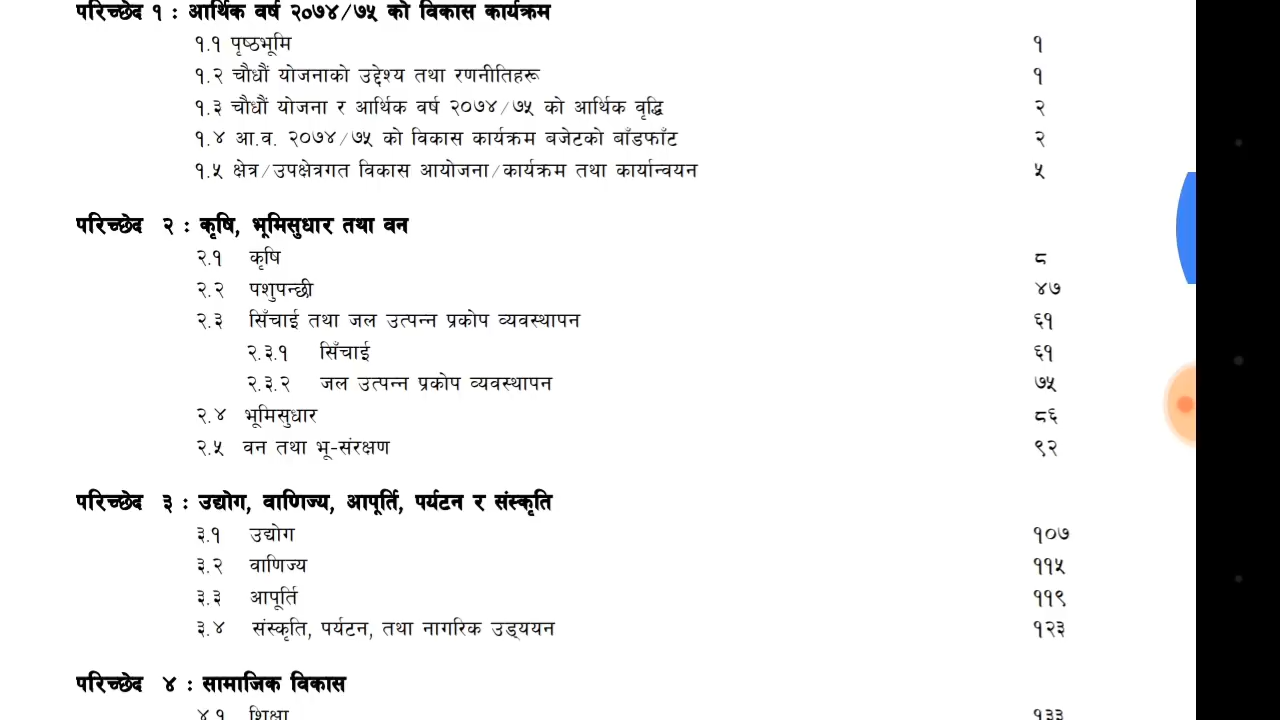 परिच्छेद १ : आर्थिक वर्ष २०७४/७५ को विकास कार्यक्रम
१.१ पृष्ठभूमि १
१.२ चौधौं योजनाको उद्देश्य तथा रणनीतिहरू १
१.३ चौधौं योजना र आर्थिक वर्ष २०७४/७५ को आर्थिक वृद्धि २
१.४ आ.व. २०७४/७५ को विकास कार्यक्रम बजेटको बाँडफाँट २
१.५ क्षेत्र/उपक्षेत्रगत विकास आयोजना/कार्यक्रम तथा कार्यान्वयन ५
परिच्छेद २ : कृषि, भूमिसुधार तथा वन
२.१ कृषि ८
२.२ पशुपन्छी ४७
२.३ सिँचाई तथा जल उत्पन्न प्रकोप व्यवस्थापन ६१
२.३.१ सिँचाई ६१
२.३.२ जल उत्पन्न प्रकोप व्यवस्थापन ७५
२.४ भूमिसुधार ८६
२.५ वन तथा भू-संरक्षण ९२
परिच्छेद ३ : उद्योग, वाणिज्य, आपूर्ति, पर्यटन र संस्कृति
३.१ उद्योग १०७
३.२ वाणिज्य ११५
३.३ आपूर्ति ११९
३.४ संस्कृति, पर्यटन, तथा नागरिक उड्ययन १२३
परिच्छेद ४ : सामाजिक विकास
४.१ शिक्षा १३३